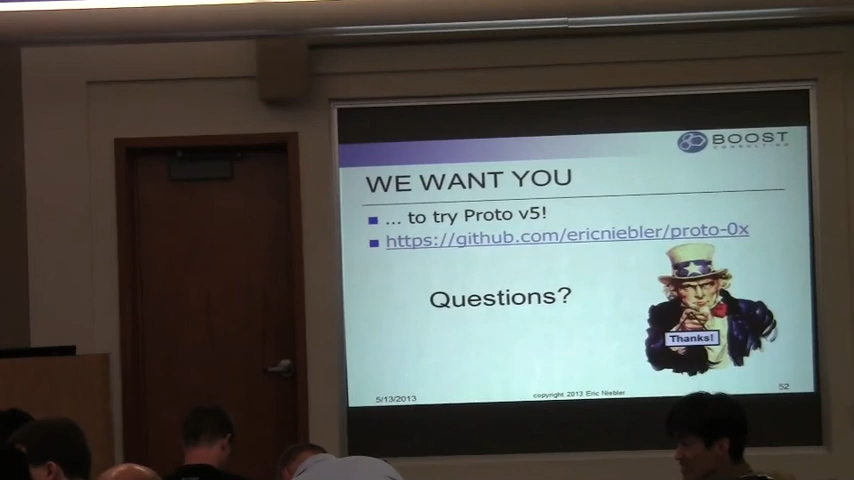 BOOST
CONSULTING
WE WANT YOU
... to try Proto v5!
https://github.com/ericniebler/proto-0x
Questions?
Thanks!
5/13/2013
copyright 2013 Eric Niebler
52